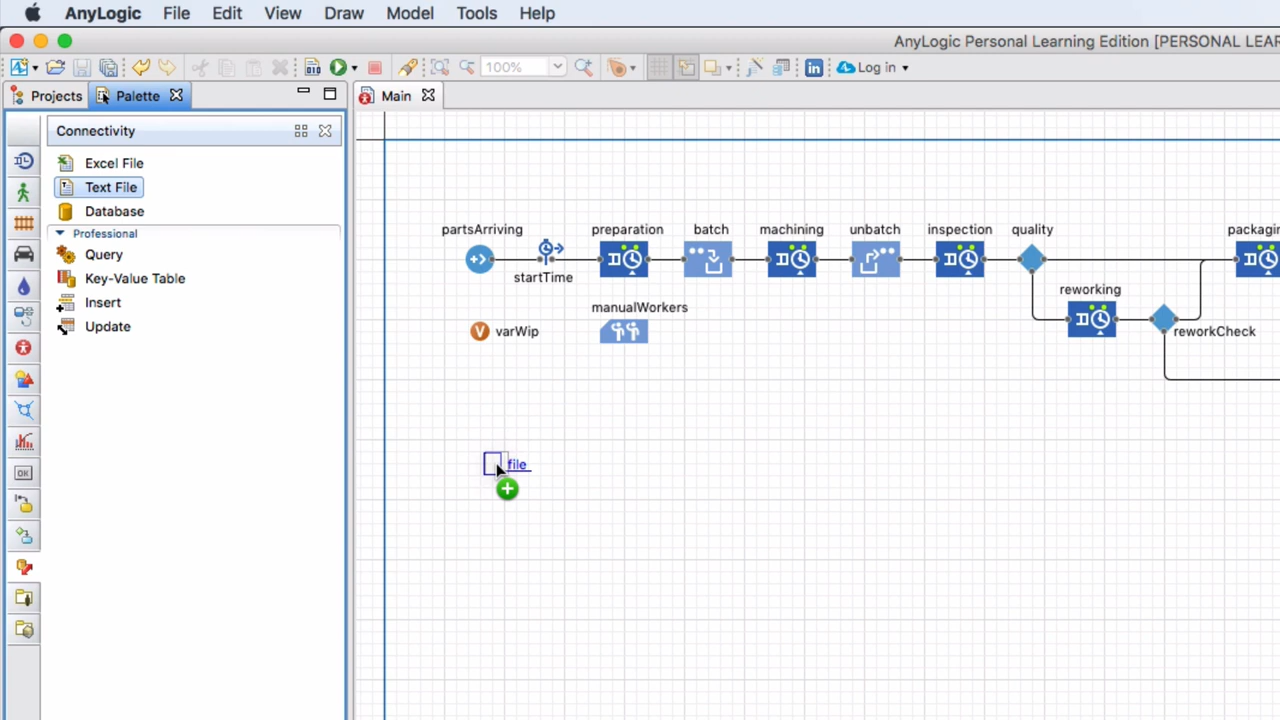 AnyLogic File Edit View Draw Model Tools Help
AnyLogic Personal Learning Edition [PERSONAL LEAR
100% Log in
Projects Palette Main
Connectivity
Excel File
Text File
Database
Professional
Query
Key-Value Table
Insert
Update
partsArriving preparation batch machining unbatch inspection quality packagin
startTime
reworking
manualWorkers
varWip reworkCheck
file